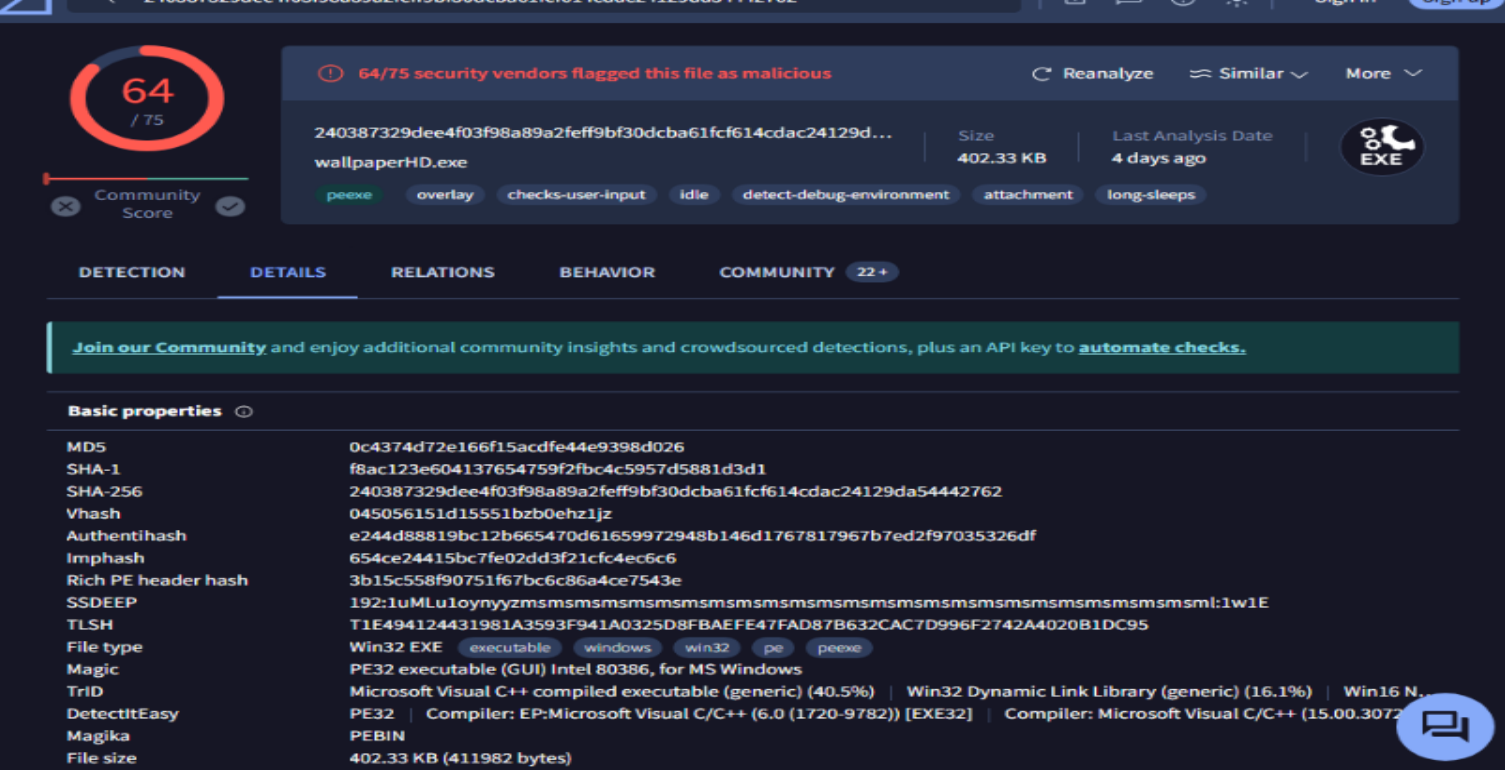 Sign in
Sign up
64
/ 75
Community
Score
64/75 security vendors flagged this file as malicious
Reanalyze
Similar
More
240387329dee4f03f98a89a2feff9bf30dcba61fcf614cdac24129d...
wallpaperHD.exe
Size
402.33 KB
Last Analysis Date
4 days ago
EXE
peexe overlay checks-user-input idle detect-debug-environment attachment long-sleeps
DETECTION DETAILS RELATIONS BEHAVIOR COMMUNITY 22+
Join our Community and enjoy additional community insights and crowdsourced detections, plus an API key to automate checks.
Basic properties
MD5 0c4374d72e166f15acdfe44e9398d026
SHA-1 f8ac123e604137654759f2fbc4c5957d5881d3d1
SHA-256 240387329dee4f03f98a89a2feff9bf30dcba61fcf614cdac24129da54442762
Vhash 045056151d15551bzb0ehz1jz
Authentihash e244d88819bc12b665470d61659972948b146d1767817967b7ed2f97035326df
Imphash 654ce24415bc7fe02dd3f21cfc4ec6c6
Rich PE header hash 3b15c558f90751f67bc6c86a4ce7543e
SSDEEP 192:1uMLu1oynyyzmsmsmsmsmsmsmsmsmsmsmsmsmsmsmsmsmsmsmsmsmsmsmsml:1w1E
TLSH T1E494124431981A3593F941A0325D8FBAEFE47FAD87B632CAC7D996F2742A4020B1DC95
File type Win32 EXE executable windows win32 pe peexe
Magic PE32 executable (GUI) Intel 80386, for MS Windows
TrID Microsoft Visual C++ compiled executable (generic) (40.5%) | Win32 Dynamic Link Library (generic) (16.1%) | Win16 N...
DetectItEasy PE32 | Compiler: EP:Microsoft Visual C/C++ (6.0 (1720-9782)) [EXE32] | Compiler: Microsoft Visual C/C++ (15.00.3072
Magika PEBIN
File size 402.33 KB (411982 bytes)